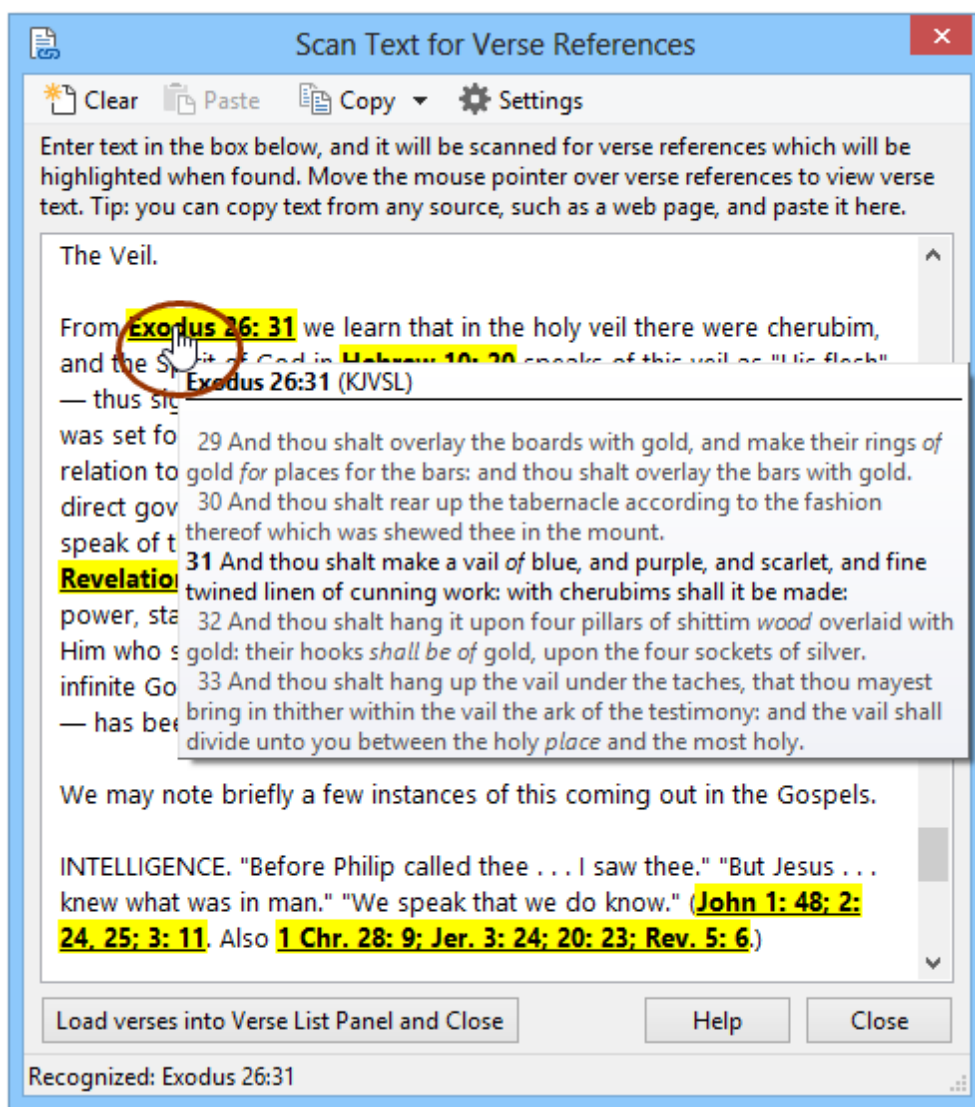 Scan Text for Verse References
Clear Paste Copy Settings
Enter text in the box below, and it will be scanned for verse references which will be
highlighted when found. Move the mouse pointer over verse references to view verse
text. Tip: you can copy text from any source, such as a web page, and paste it here.
The Veil.
From Exodus 26: 31 we learn that in the holy veil there were cherubim,
and the Spirit of God in Hebrew 10: 20 speaks of this veil as "His flesh"
— thus
was set
relation to
direct
speak of
Revelation
power,
Him who
infinite
— has
Exodus 26:31 (KJVSL)
29 And thou shalt overlay the boards with gold, and make their rings of
gold for places for the bars: and thou shalt overlay the bars with gold.
30 And thou shalt rear up the tabernacle according to the fashion
thereof which was shewed thee in the mount.
31 And thou shalt make a vail of blue, and purple, and scarlet, and fine
twined linen of cunning work: with cherubims shall it be made:
32 And thou shalt hang it upon four pillars of shittim wood overlaid with
gold: their hooks shall be of gold, upon the four sockets of silver.
33 And thou shalt hang up the vail under the taches, that thou mayest
bring in thither within the vail the ark of the testimony: and the vail shall
divide unto you between the holy place and the most holy.
We may note briefly a few instances of this coming out in the Gospels.
INTELLIGENCE. "Before Philip called thee . . . I saw thee." "But Jesus . . .
knew what was in man." "We speak that we do know." (John 1: 48; 2:
24, 25; 3: 11. Also 1 Chr. 28: 9; Jer. 3: 24; 20: 23; Rev. 5: 6.)
Load verses into Verse List Panel and Close Help Close
Recognized: Exodus 26:31